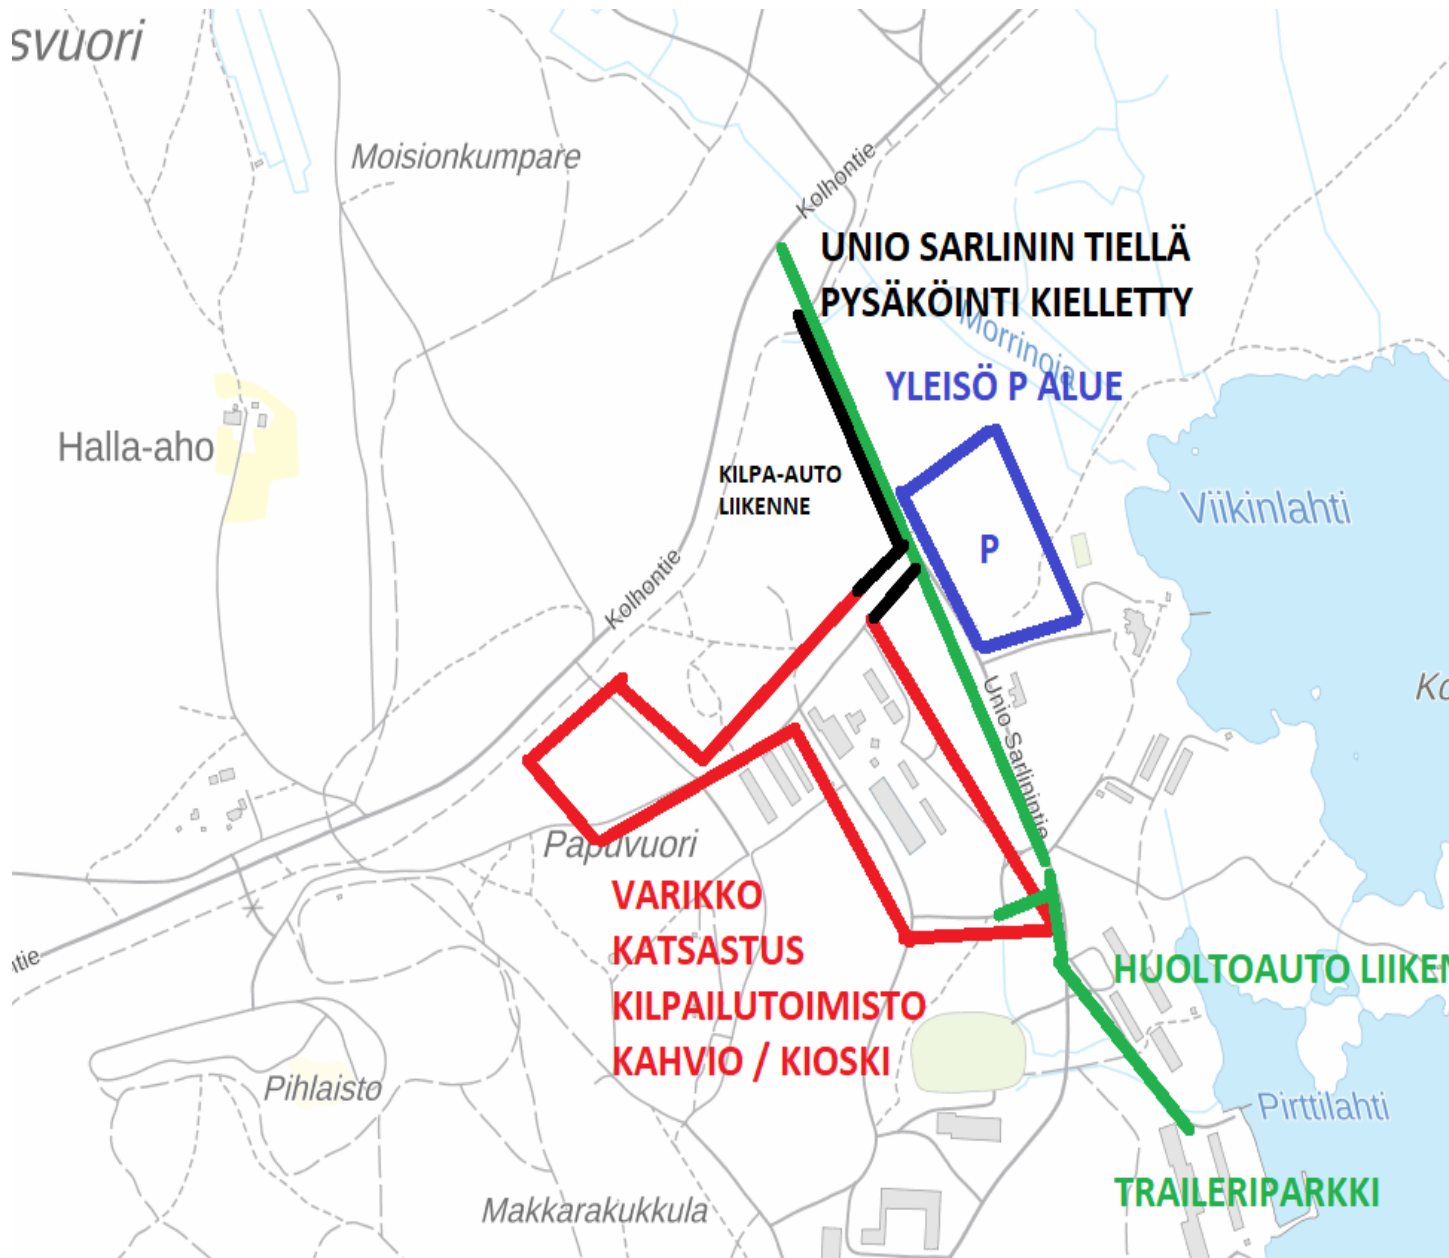 svuori
Moisionkumpare
Kolhontie
UNIO SARLININ TIELLÄ
PYSÄKÖINTI KIELLETTY
Morrinoja
YLEISÖ P ALUE
Halla-aho
KILPA-AUTO
LIIKENNE
Viikinlahti
P
Kolhontie
Ko
Unio Sarlinintie
Papuvuori
VARIKKO
KATSASTUS
KILPAILUTOIMISTO
KAHVIO / KIOSKI
ntie
HUOLTOAUTO LIIKEN
Pihlaisto
Pirttilahti
TRAILERIPARKKI
Makkarakukkula